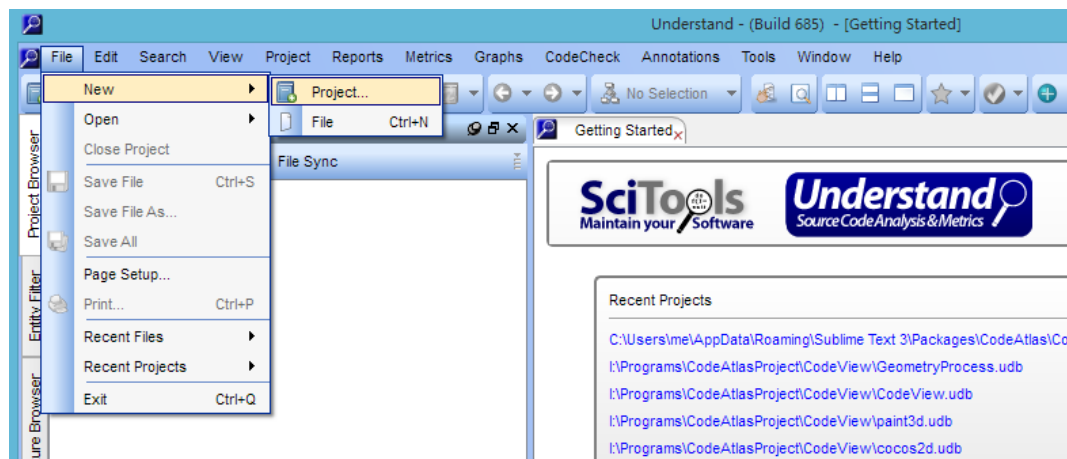 Understand - (Build 685) - [Getting Started]
File Edit Search View Project Reports Metrics Graphs CodeCheck Annotations Tools Window Help
No Selection
New
Open
Close Project
Save File Ctrl+S
Save File As...
Save All
Page Setup...
Print... Ctrl+P
Recent Files
Recent Projects
Exit Ctrl+Q
Project...
File Ctrl+N
File Sync
Project Browser
Entity Filter
Browser
Getting Started
SciTools
Maintain your Software
Understand
Source Code Analysis & Metrics
Recent Projects
C:\Users\me\AppData\Roaming\Sublime Text 3\Packages\CodeAtlas\Co
I:\Programs\CodeAtlasProject\CodeView\GeometryProcess.udb
I:\Programs\CodeAtlasProject\CodeView\CodeView.udb
I:\Programs\CodeAtlasProject\CodeView\paint3d.udb
I:\Programs\CodeAtlasProject\CodeView\cocos2d.udb